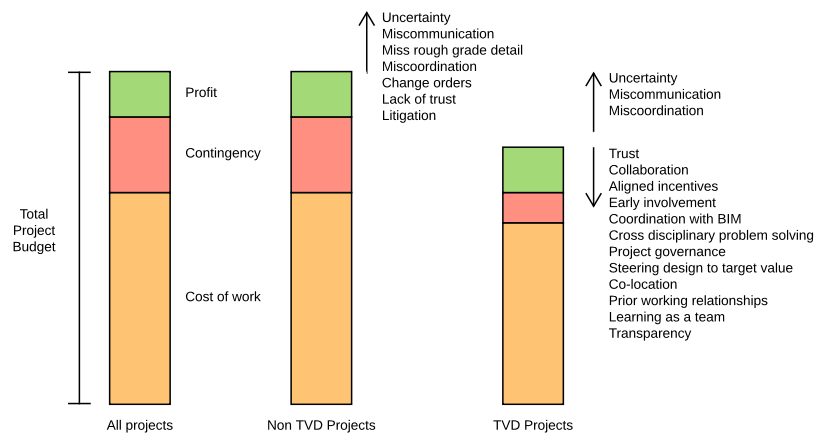 Total
Project
Budget
Profit
Contingency
Cost of work
All projects
Non TVD Projects
Uncertainty
Miscommunication
Miss rough grade detail
Miscoordination
Change orders
Lack of trust
Litigation
TVD Projects
Uncertainty
Miscommunication
Miscoordination
Trust
Collaboration
Aligned incentives
Early involvement
Coordination with BIM
Cross disciplinary problem solving
Project governance
Steering design to target value
Co-location
Prior working relationships
Learning as a team
Transparency